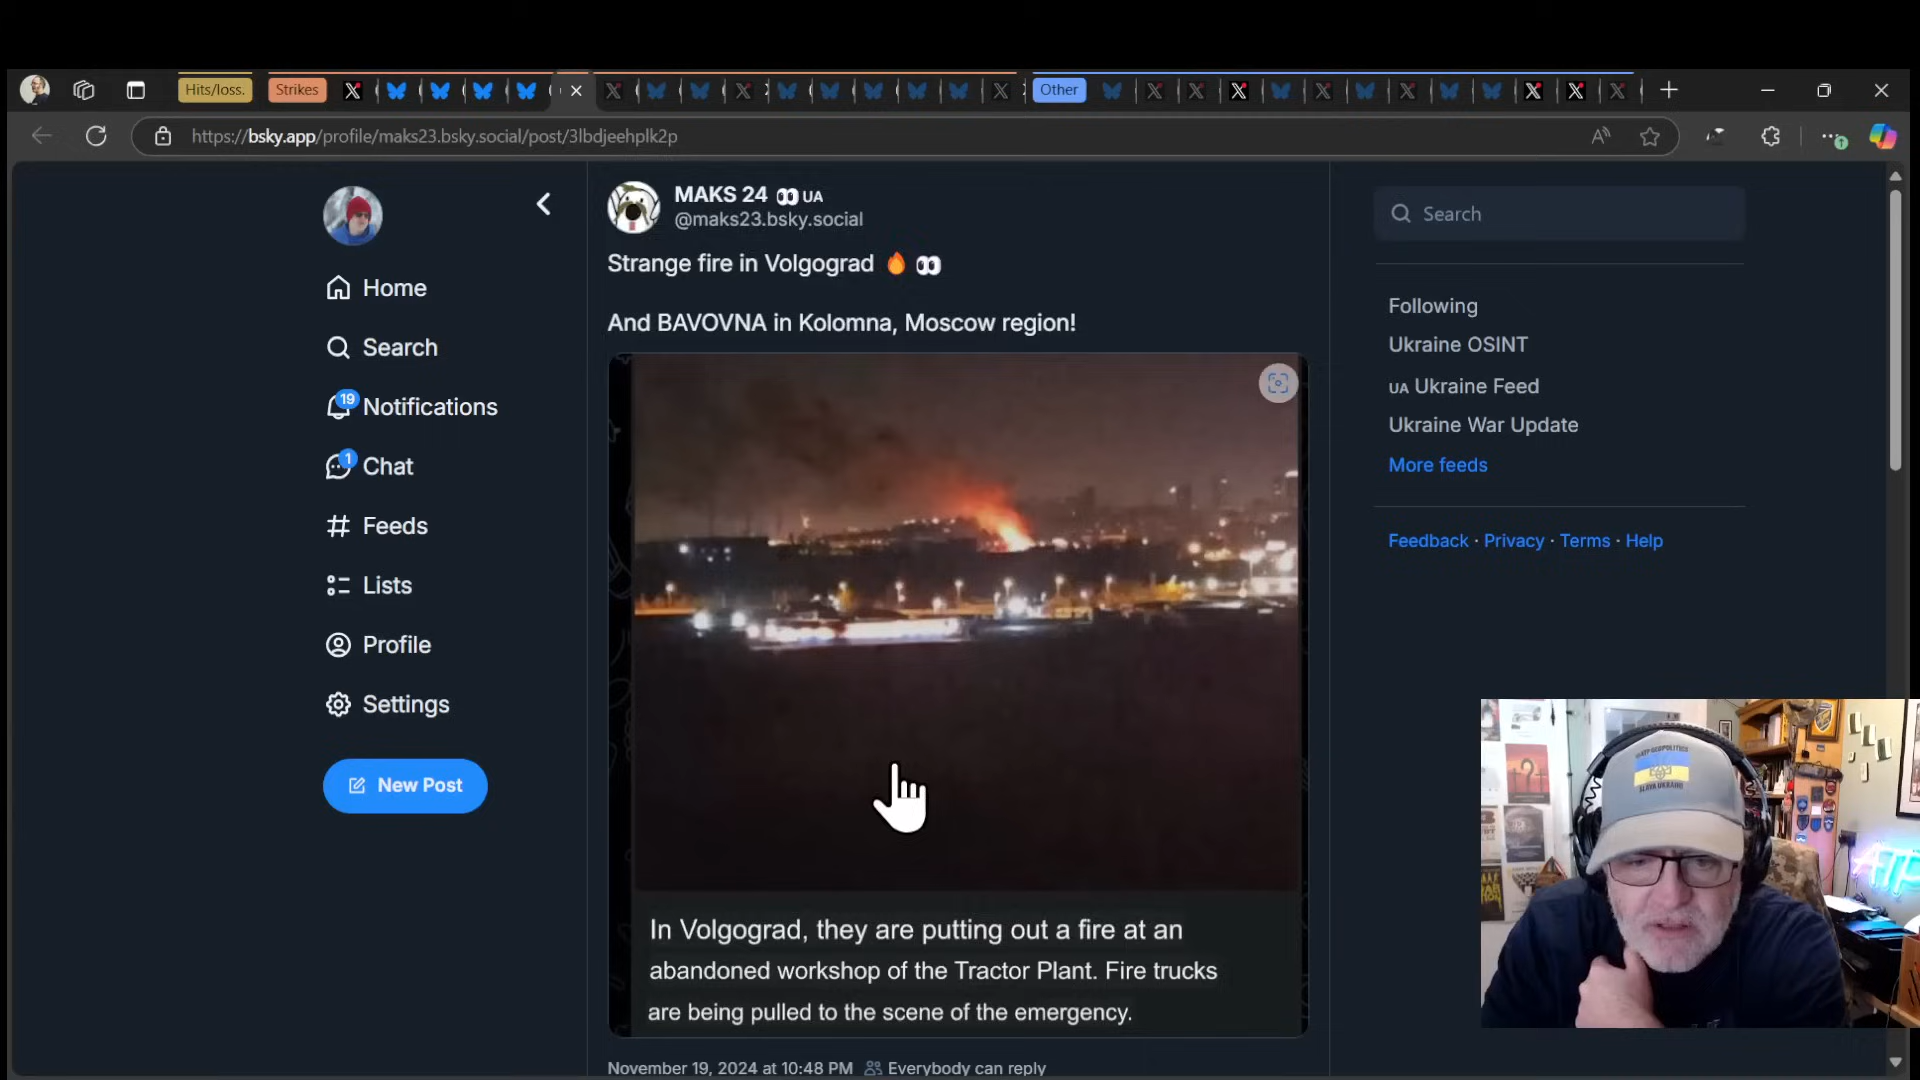 Hits/loss.
Strikes
Other
https://bsky.app/profile/maks23.bsky.social/post/3lbdjeehplk2p
MAKS 24 👀 UA
@maks23.bsky.social
Strange fire in Volgograd 🔥 👀
And BAVOVNA in Kolomna, Moscow region!
In Volgograd, they are putting out a fire at an
abandoned workshop of the Tractor Plant. Fire trucks
are being pulled to the scene of the emergency.
November 19, 2024 at 10:48 PM
Everybody can reply
Home
Search
19
Notifications
1
Chat
Feeds
Lists
Profile
Settings
New Post
Search
Following
Ukraine OSINT
UA Ukraine Feed
Ukraine War Update
More feeds
Feedback · Privacy · Terms · Help
SLAVA UKRAINI
ATP